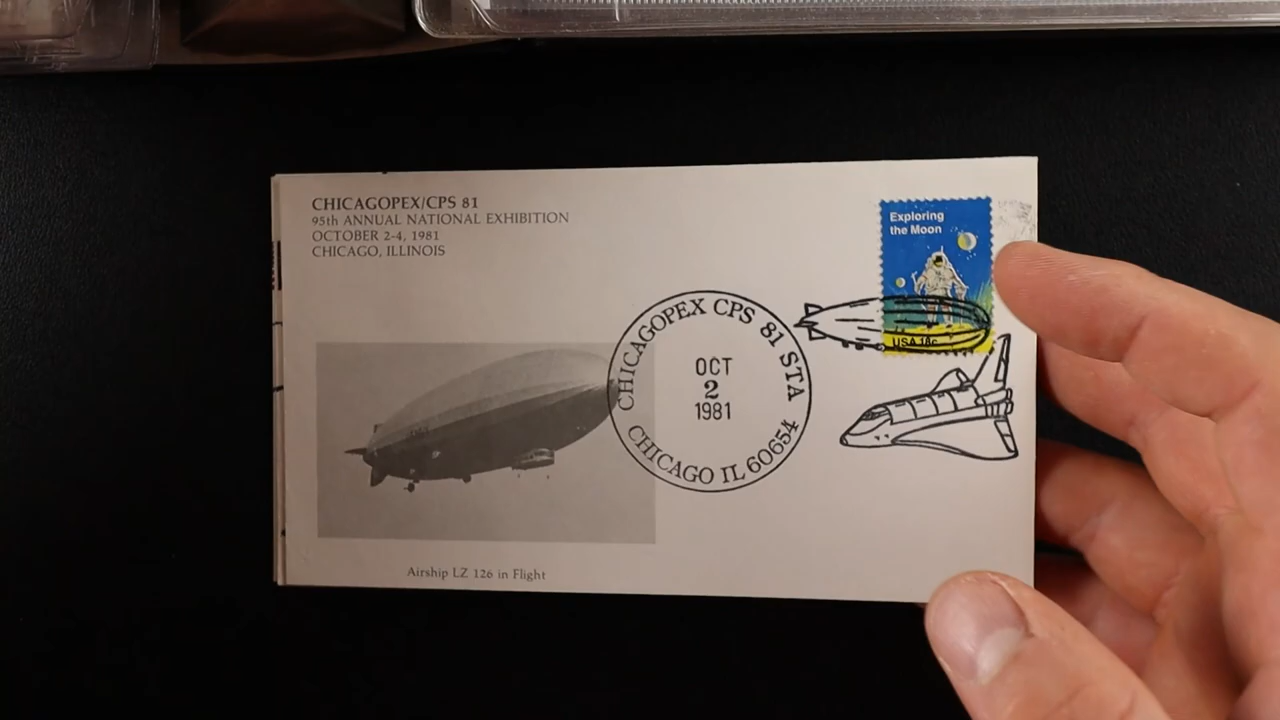 CHICAGOPEX/CPS 81
95th ANNUAL NATIONAL EXHIBITION
OCTOBER 2-4, 1981
CHICAGO, ILLINOIS
Exploring
the Moon
USA 18c
CHICAGOPEX CPS 81 STA
OCT
2
1981
CHICAGO IL 60654
Airship LZ 126 in Flight